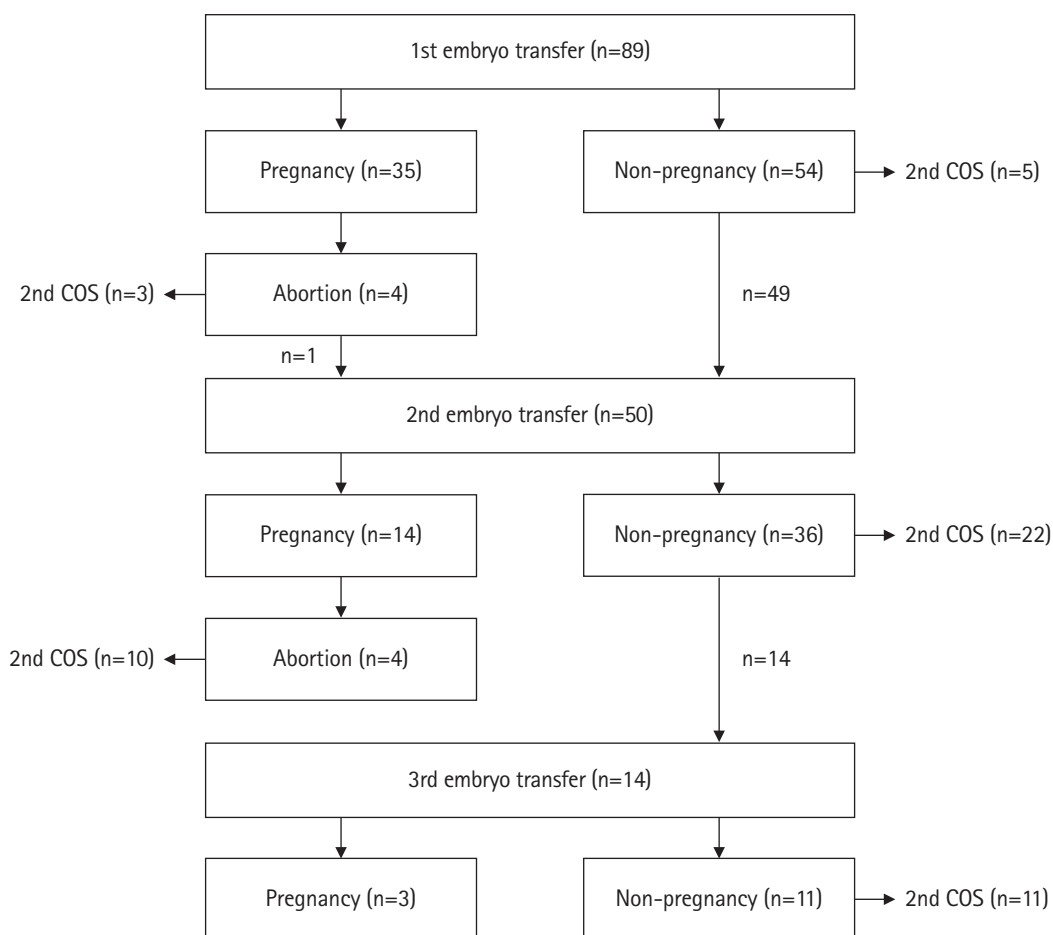 1st embryo transfer (n=89)
Pregnancy (n=35)
Non-pregnancy (n=54)
2nd COS (n=5)
2nd COS (n=3)
Abortion (n=4)
n=49
n=1
2nd embryo transfer (n=50)
Pregnancy (n=14)
Non-pregnancy (n=36)
2nd COS (n=22)
2nd COS (n=10)
Abortion (n=4)
n=14
3rd embryo transfer (n=14)
Pregnancy (n=3)
Non-pregnancy (n=11)
2nd COS (n=11)